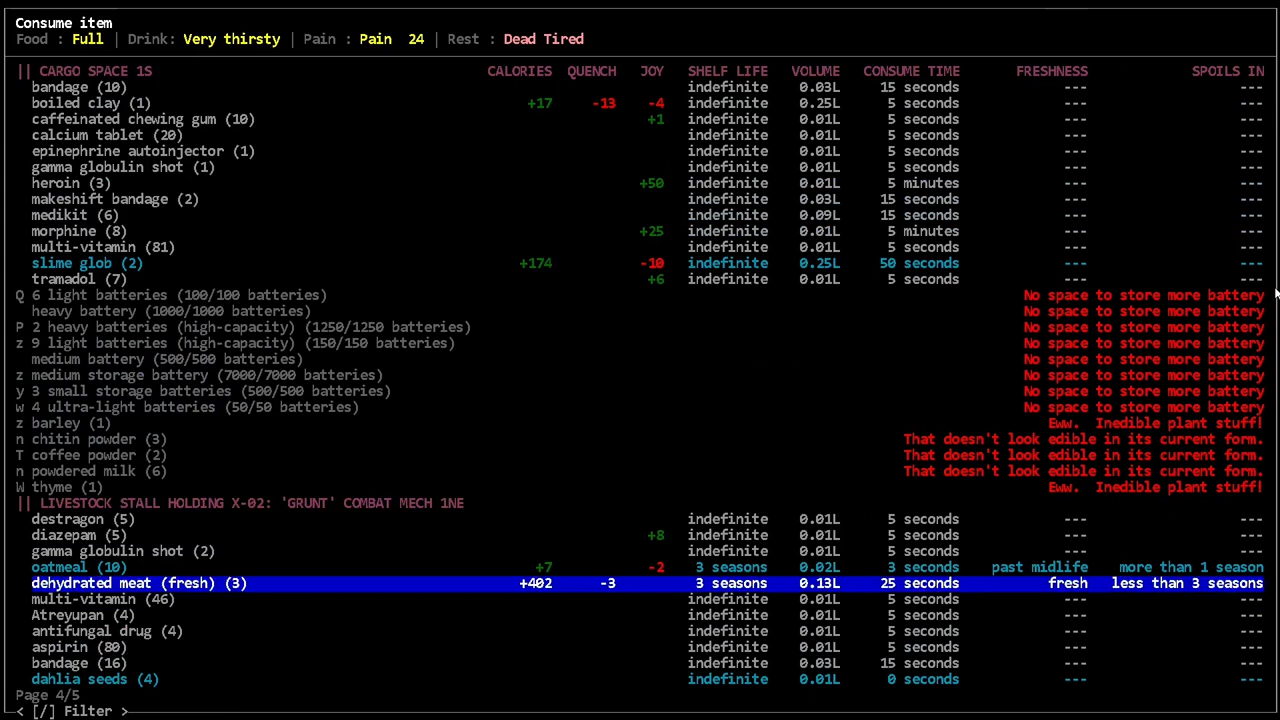 Consume item
Food : Full | Drink: Very thirsty | Pain : Pain 24 | Rest : Dead Tired
|| CARGO SPACE 1S CALORIES QUENCH JOY SHELF LIFE VOLUME CONSUME TIME FRESHNESS SPOILS IN
bandage (10) indefinite 0.03L 15 seconds --- ---
boiled clay (1) +17 -13 -4 indefinite 0.25L 5 seconds --- ---
caffeinated chewing gum (10) +1 indefinite 0.01L 5 seconds --- ---
calcium tablet (20) indefinite 0.01L 5 seconds --- ---
epinephrine autoinjector (1) indefinite 0.01L 5 seconds --- ---
gamma globulin shot (1) indefinite 0.01L 5 seconds --- ---
heroin (3) +50 indefinite 0.01L 5 minutes --- ---
makeshift bandage (2) indefinite 0.03L 15 seconds --- ---
medikit (6) indefinite 0.09L 15 seconds --- ---
morphine (8) +25 indefinite 0.01L 5 minutes --- ---
multi-vitamin (81) indefinite 0.01L 5 seconds --- ---
slime glob (2) +174 -10 indefinite 0.25L 50 seconds --- ---
tramadol (7) +6 indefinite 0.01L 5 seconds --- ---
Q 6 light batteries (100/100 batteries) No space to store more battery
heavy battery (1000/1000 batteries) No space to store more battery
P 2 heavy batteries (high-capacity) (1250/1250 batteries) No space to store more battery
z 9 light batteries (high-capacity) (150/150 batteries) No space to store more battery
medium battery (500/500 batteries) No space to store more battery
z medium storage battery (7000/7000 batteries) No space to store more battery
y 3 small storage batteries (500/500 batteries) No space to store more battery
w 4 ultra-light batteries (50/50 batteries) No space to store more battery
z barley (1) Eww. Inedible plant stuff!
n chitin powder (3) That doesn't look edible in its current form.
T coffee powder (2) That doesn't look edible in its current form.
n powdered milk (6) That doesn't look edible in its current form.
W thyme (1) Eww. Inedible plant stuff!
|| LIVESTOCK STALL HOLDING X-02: 'GRUNT' COMBAT MECH 1NE
destragon (5) indefinite 0.01L 5 seconds --- ---
diazepam (5) +8 indefinite 0.01L 5 seconds --- ---
gamma globulin shot (2) indefinite 0.01L 5 seconds --- ---
oatmeal (10) +7 -2 3 seasons 0.02L 3 seconds past midlife more than 1 season
dehydrated meat (fresh) (3) +402 -3 3 seasons 0.13L 25 seconds fresh less than 3 seasons
multi-vitamin (46) indefinite 0.01L 5 seconds --- ---
Atreyupan (4) indefinite 0.01L 5 seconds --- ---
antifungal drug (4) indefinite 0.01L 5 seconds --- ---
aspirin (80) indefinite 0.01L 5 seconds --- ---
bandage (16) indefinite 0.03L 15 seconds --- ---
dahlia seeds (4) indefinite 0.01L 0 seconds --- ---
Page 4/5
< [/] Filter >